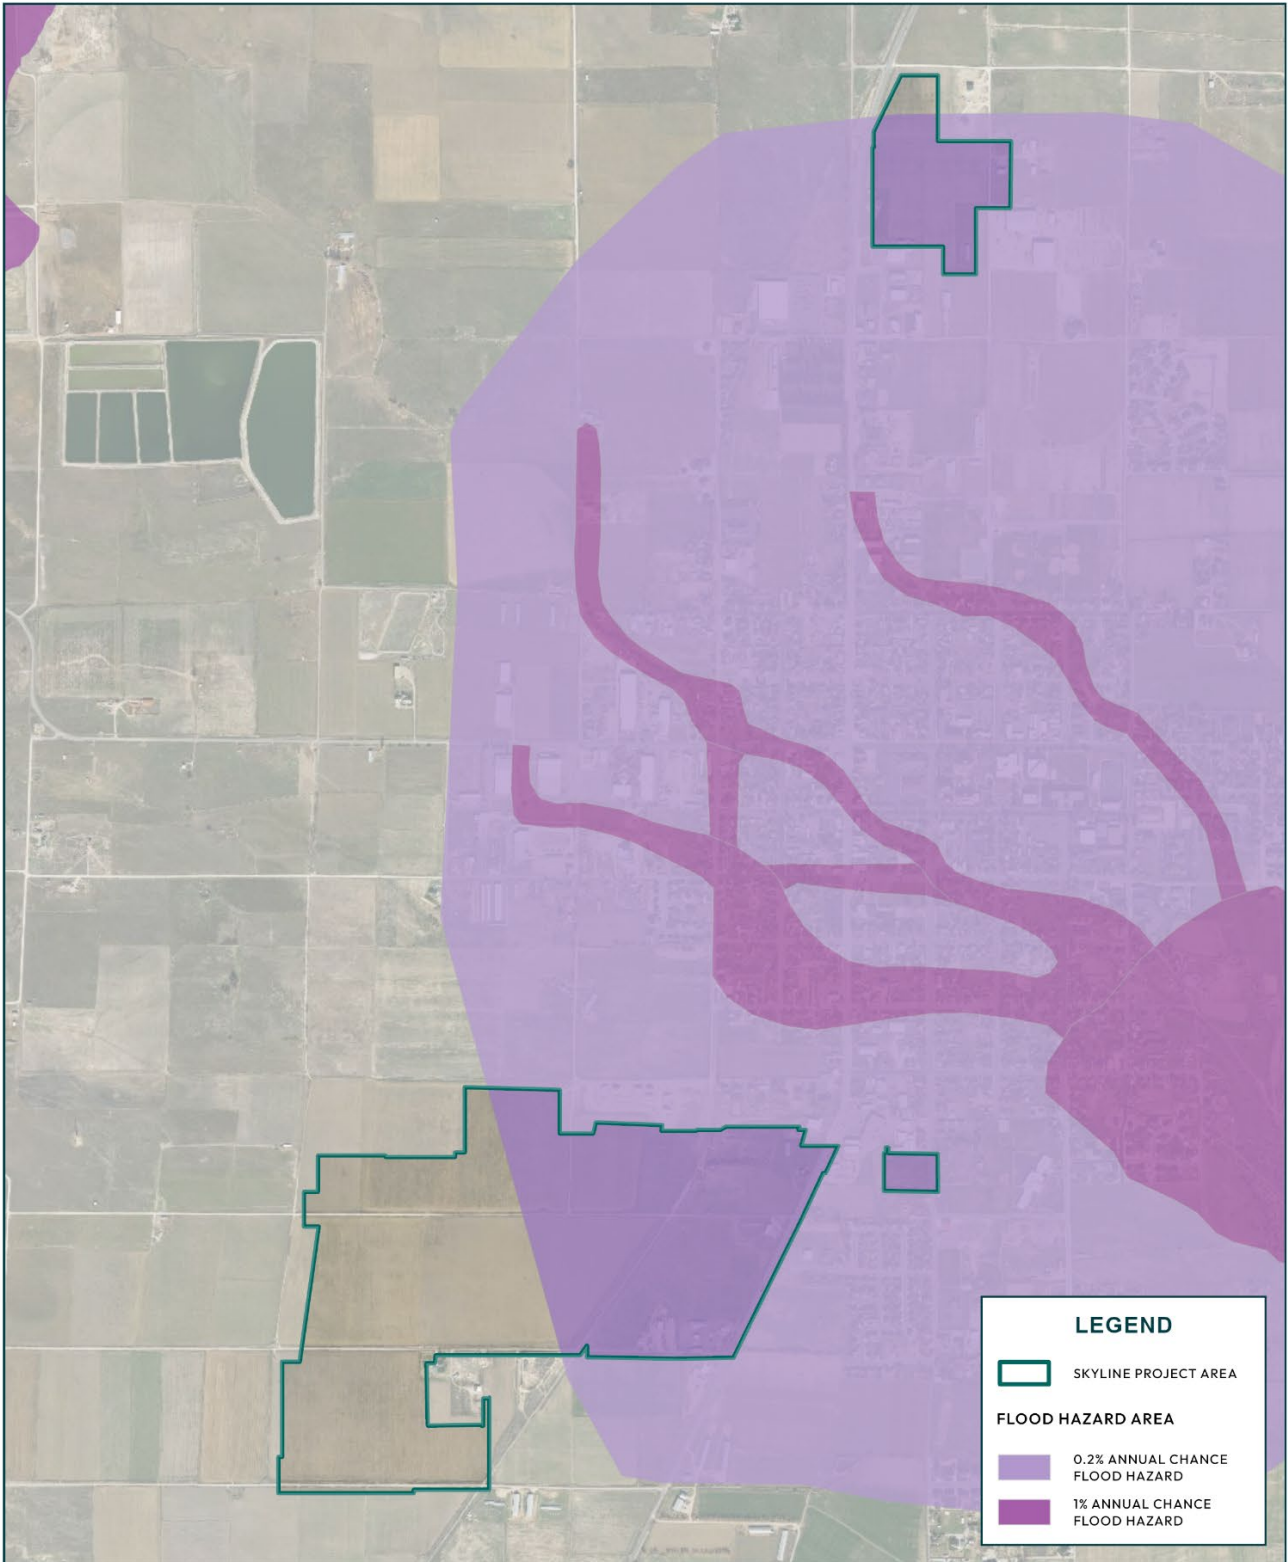 LEGEND
SKYLINE PROJECT AREA
FLOOD HAZARD AREA
0.2% ANNUAL CHANCE
FLOOD HAZARD
1% ANNUAL CHANCE
FLOOD HAZARD